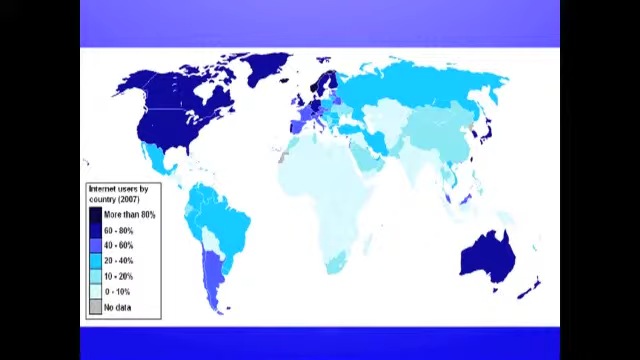 Internet users by
country (2007)
More than 80%
60 - 80%
40 - 60%
20 - 40%
10 - 20%
0 - 10%
No data